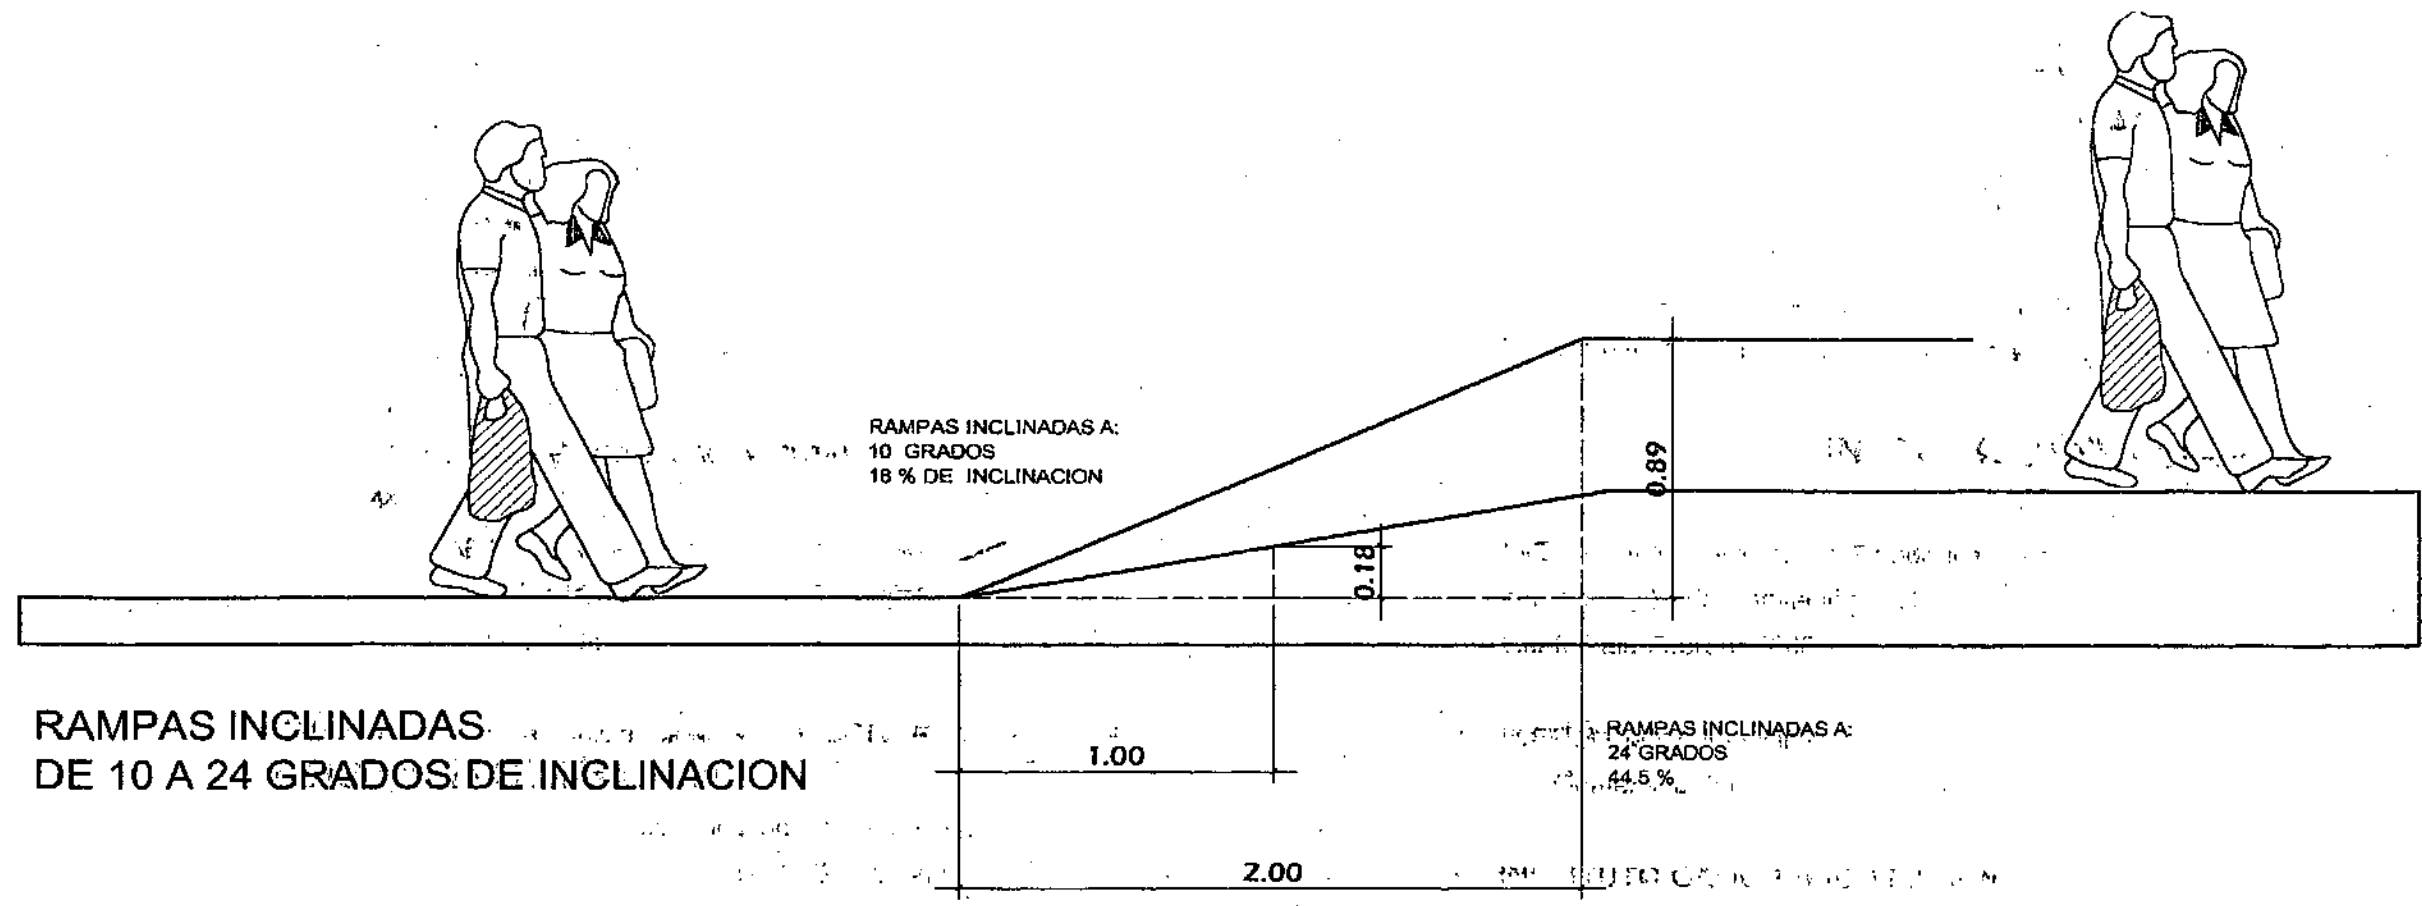 RAMPAS INCLINADAS A:
10 GRADOS
18 % DE INCLINACION
0.89
0.18
RAMPAS INCLINADAS
DE 10 A 24 GRADOS DE INCLINACION
1.00
RAMPAS INCLINADAS A:
24 GRADOS
44.5 %
2.00